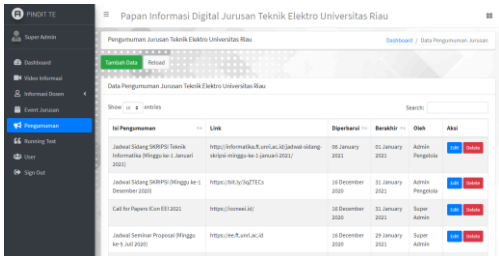 PINDIT TE
Papan Informasi Digital Jurusan Teknik Elektro Universitas Riau
Super Admin
Pengumuman Jurusan Teknik Elektro Universitas Riau
Dashboard / Data Pengumuman Jurusan
Dashboard
Video Informasi
Informasi Dosen
Event Jurusan
Pengumuman
Running Text
User
Sign Out
Tambah Data Reload
Data Pengumuman Jurusan Teknik Elektro Universitas Riau
Show 10 entries
Search:
Isi Pengumuman Link Diperbarui Berakhir Oleh Aksi
Jadwal Sidang SKRIPSI Teknik
Informatika (Minggu ke-1 Januari
2021)
http://informatika.ft.unri.ac.id/jadwal-sidang-
skripsi-minggu-ke-1-januari-2021/
06 January
2021
01 January
2021
Admin
Pengelola
Edit Delete
Jadwal Sidang SKRIPSI (Minggu ke-1
Desember 2020)
https://bit.ly/3qZTECs
16 December
2020
31 January
2021
Admin
Pengelola
Edit Delete
Call for Papers ICon EEI 2021
https://iconeei.id/
16 December
2020
31 January
2021
Super
Admin
Edit Delete
Jadwal Seminar Proposal (Minggu
ke-5 Juli 2020)
https://ee.ft.unri.ac.id
16 December
2020
29 January
2021
Super
Admin
Edit Delete